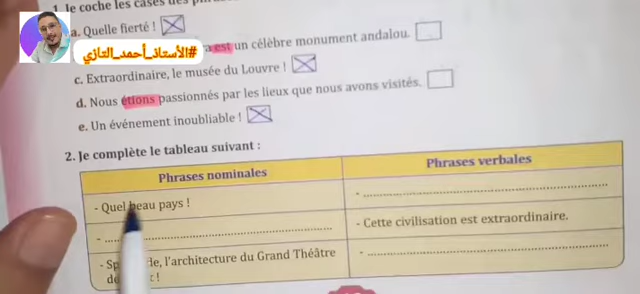 1. Je coche les cases des
a. Quelle fierté !
#الأستاذ_أحمد_التازي
est un célèbre monument andalou.
c. Extraordinaire, le musée du Louvre !
d. Nous étions passionnés par les lieux que nous avons visités.
e. Un événement inoubliable !
2. Je complète le tableau suivant :
Phrases nominales
Phrases verbales
- Quel beau pays !
- ........................................
- ........................................
- Cette civilisation est extraordinaire.
l'architecture du Grand Théâtre
- ........................................